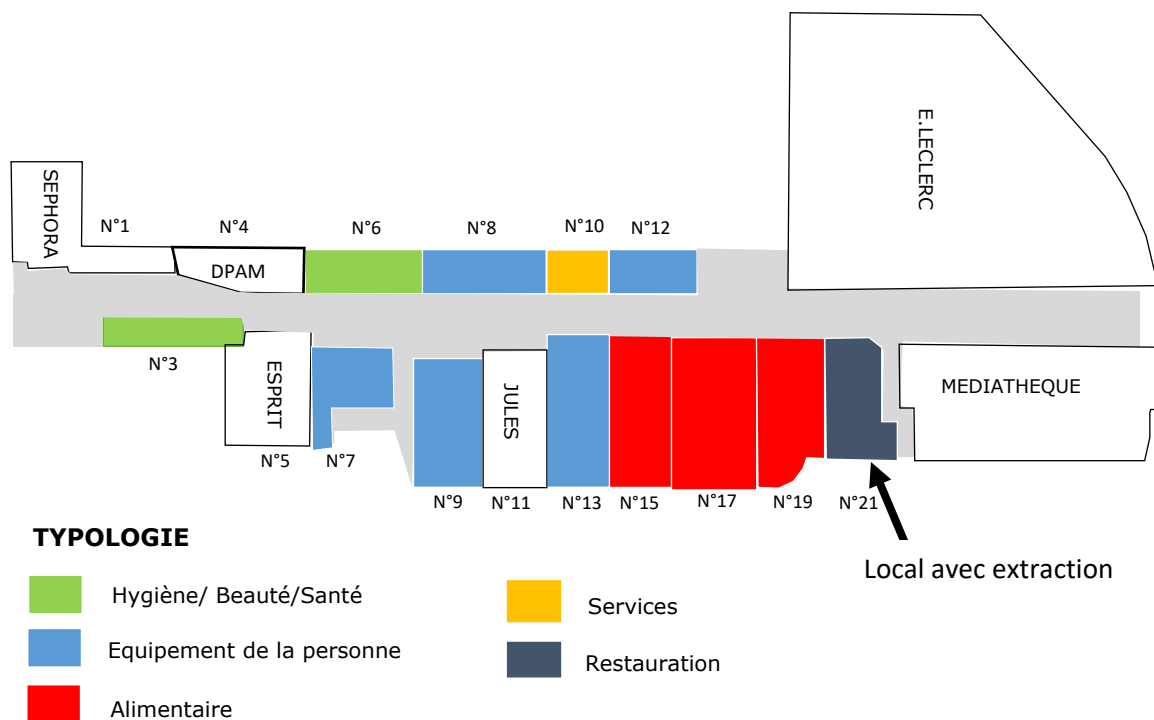 E.LECLERC
SEPHORA
N°1
N°4
N°6
N°8
N°10
N°12
DPAM
N°3
ESPRIT
JULES
MEDIATHEQUE
N°5
N°7
N°9
N°11
N°13
N°15
N°17
N°19
N°21
TYPOLOGIE
Local avec extraction
Hygiène/ Beauté/Santé
Services
Equipement de la personne
Restauration
Alimentaire